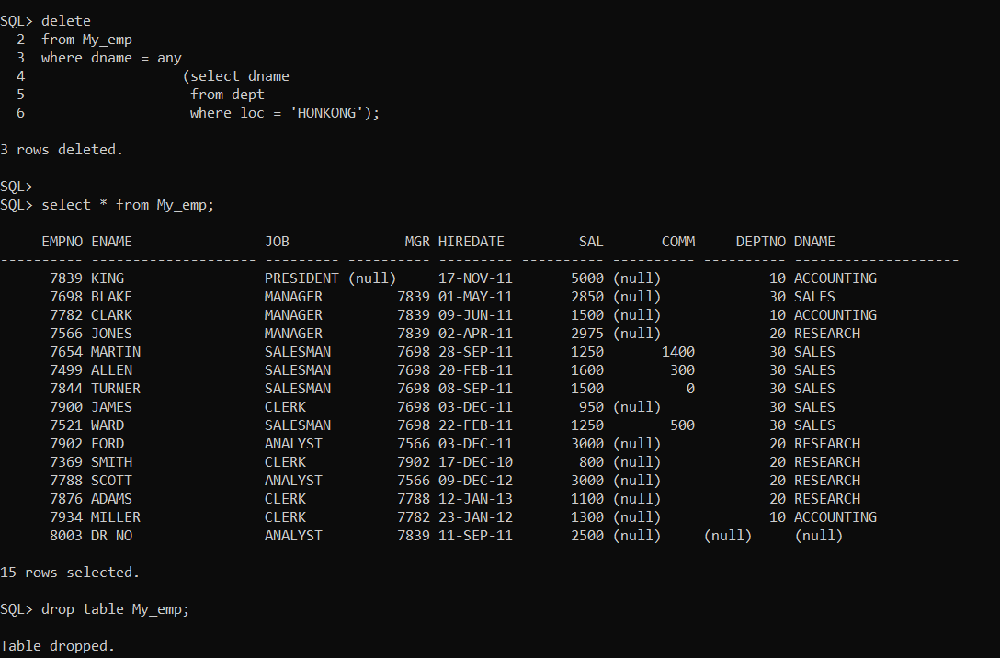 SQL> delete
  2  from My_emp
  3  where dname = any
  4                   (select dname
  5                    from dept
  6                    where loc = 'HONKONG');
3 rows deleted.
SQL>
SQL> select * from My_emp;
     EMPNO ENAME                JOB              MGR HIREDATE         SAL       COMM     DEPTNO DNAME
---------- -------------------- --------- ---------- --------- ---------- ---------- ---------- --------------------
      7839 KING                 PRESIDENT (null)     17-NOV-11       5000 (null)             10 ACCOUNTING
      7698 BLAKE                MANAGER         7839 01-MAY-11       2850 (null)             30 SALES
      7782 CLARK                MANAGER         7839 09-JUN-11       1500 (null)             10 ACCOUNTING
      7566 JONES                MANAGER         7839 02-APR-11       2975 (null)             20 RESEARCH
      7654 MARTIN               SALESMAN        7698 28-SEP-11       1250       1400         30 SALES
      7499 ALLEN                SALESMAN        7698 20-FEB-11       1600        300         30 SALES
      7844 TURNER               SALESMAN        7698 08-SEP-11       1500          0         30 SALES
      7900 JAMES                CLERK           7698 03-DEC-11        950 (null)             30 SALES
      7521 WARD                 SALESMAN        7698 22-FEB-11       1250        500         30 SALES
      7902 FORD                 ANALYST         7566 03-DEC-11       3000 (null)             20 RESEARCH
      7369 SMITH                CLERK           7902 17-DEC-10        800 (null)             20 RESEARCH
      7788 SCOTT                ANALYST         7566 09-DEC-12       3000 (null)             20 RESEARCH
      7876 ADAMS                CLERK           7788 12-JAN-13       1100 (null)             20 RESEARCH
      7934 MILLER               CLERK           7782 23-JAN-12       1300 (null)             10 ACCOUNTING
      8003 DR NO                ANALYST         7839 11-SEP-11       2500 (null)     (null)     (null)
15 rows selected.
SQL> drop table My_emp;
Table dropped.